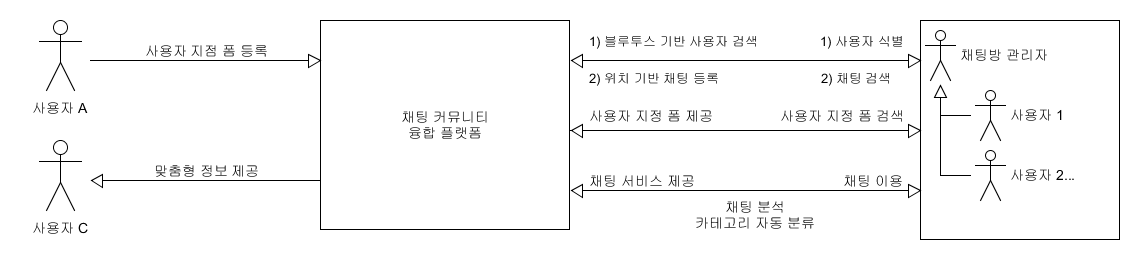 사용자 지정 폼 등록
사용자 A
맞춤형 정보 제공
사용자 C
채팅 커뮤니티
융합 플랫폼
1) 블루투스 기반 사용자 검색
1) 사용자 식별
2) 위치 기반 채팅 등록
2) 채팅 검색
사용자 지정 폼 제공
사용자 지정 폼 검색
채팅 서비스 제공
채팅 이용
채팅 분석
카테고리 자동 분류
채팅방 관리자
사용자 1
사용자 2...